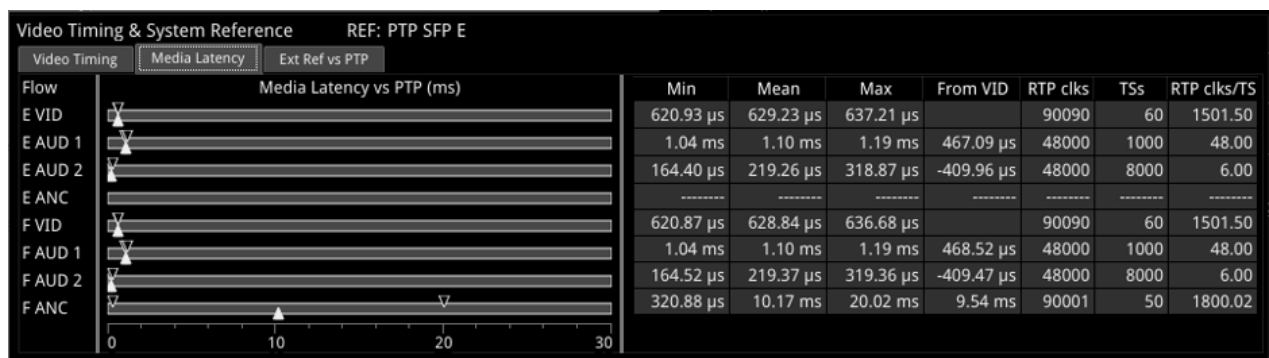 Video Timing & System Reference REF: PTP SFP E
Video Timing Media Latency Ext Ref vs PTP
Flow Media Latency vs PTP (ms) Min Mean Max From VID RTP clks TSs RTP clks/TS
E VID 620.93 µs 629.23 µs 637.21 µs 90090 60 1501.50
E AUD 1 1.04 ms 1.10 ms 1.19 ms 467.09 µs 48000 1000 48.00
E AUD 2 164.40 µs 219.26 µs 318.87 µs -409.96 µs 48000 8000 6.00
E ANC -------- -------- -------- -------- -------- -------- --------
F VID 620.87 µs 628.84 µs 636.68 µs 90090 60 1501.50
F AUD 1 1.04 ms 1.10 ms 1.19 ms 468.52 µs 48000 1000 48.00
F AUD 2 164.52 µs 219.37 µs 319.36 µs -409.47 µs 48000 8000 6.00
F ANC 320.88 µs 10.17 ms 20.02 ms 9.54 ms 90001 50 1800.02
0 10 20 30